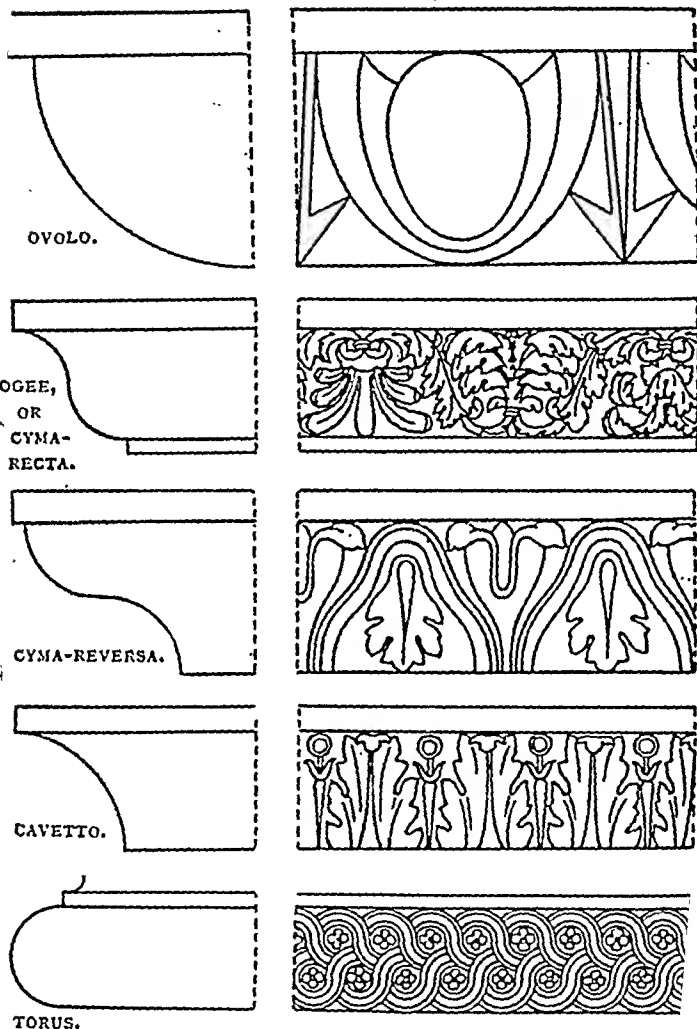 OVOLO.
OGEE,
OR
CYMA-
RECTA.
CYMA-REVERSA.
CAVETTO.
TORUS.